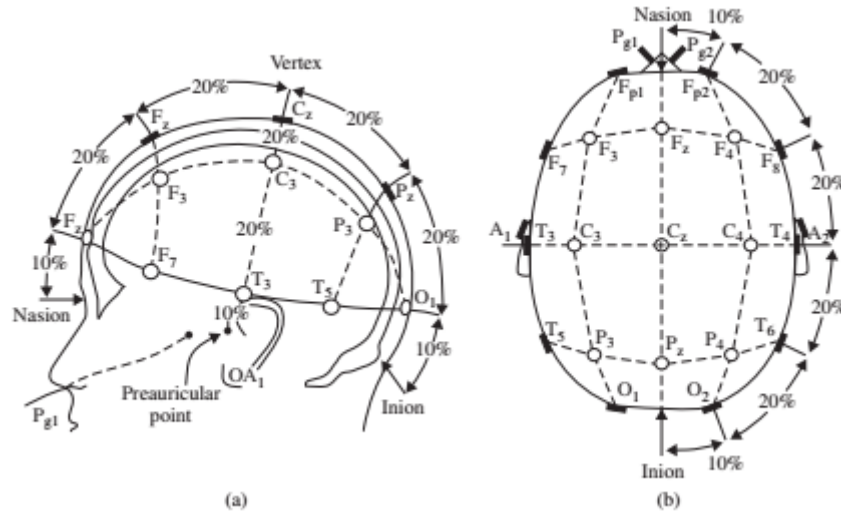 Vertex
20%
20%
F_z
C_z
20%
20%
F_3
C_3
P_z
20%
F_z
P_3
20%
20%
10%
F_7
T_3
T_5
O_1
Nasion
10%
10%
OA_1
Preauricular
point
Inion
P_g1
(a)
Nasion
10%
P_g1
P_g2
F_p1
F_p2
20%
F_7
F_3
F_z
F_4
F_8
20%
A_1
T_3
C_3
C_z
C_4
T_4
A_2
20%
T_5
P_3
P_z
P_4
T_6
O_1
O_2
20%
Inion
10%
(b)